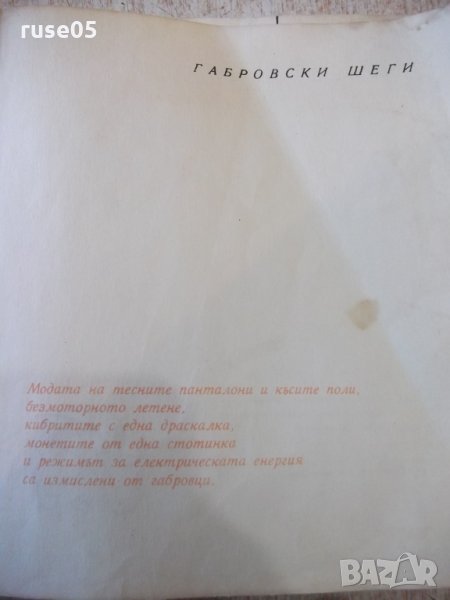 ruse05
ГАБРОВСКИ ШЕГИ
Модата на тесните панталони и късите поли,
безмоторното летене,
кибритите с една драскалка,
монетите от една стотинка
и режимът за електрическата енергия
са измислени от габровци.
BAZAR